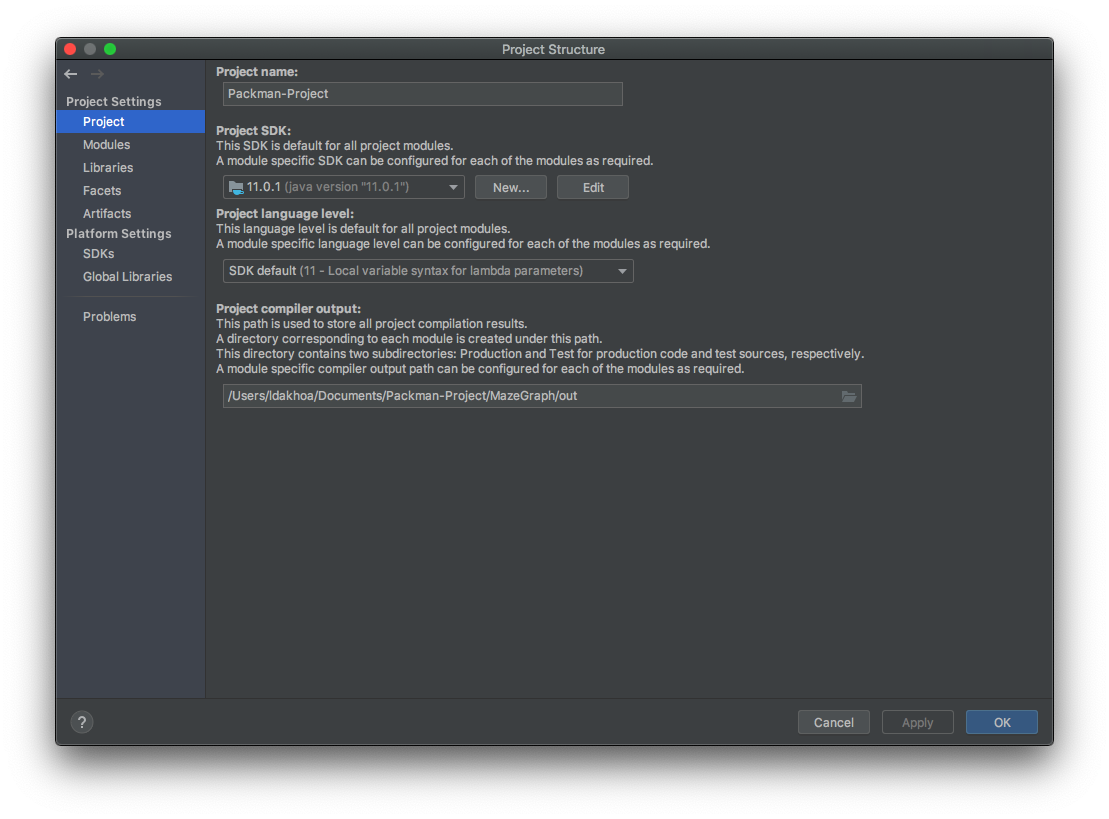 Project Structure
Project Settings
Project
Modules
Libraries
Facets
Artifacts
Platform Settings
SDKs
Global Libraries
Problems
Project name:
Packman-Project
Project SDK:
This SDK is default for all project modules.
A module specific SDK can be configured for each of the modules as required.
11.0.1 (java version "11.0.1")
New...
Edit
Project language level:
This language level is default for all project modules.
A module specific language level can be configured for each of the modules as required.
SDK default (11 - Local variable syntax for lambda parameters)
Project compiler output:
This path is used to store all project compilation results.
A directory corresponding to each module is created under this path.
This directory contains two subdirectories: Production and Test for production code and test sources, respectively.
A module specific compiler output path can be configured for each of the modules as required.
/Users/ldakhoa/Documents/Packman-Project/MazeGraph/out
?
Cancel
Apply
OK